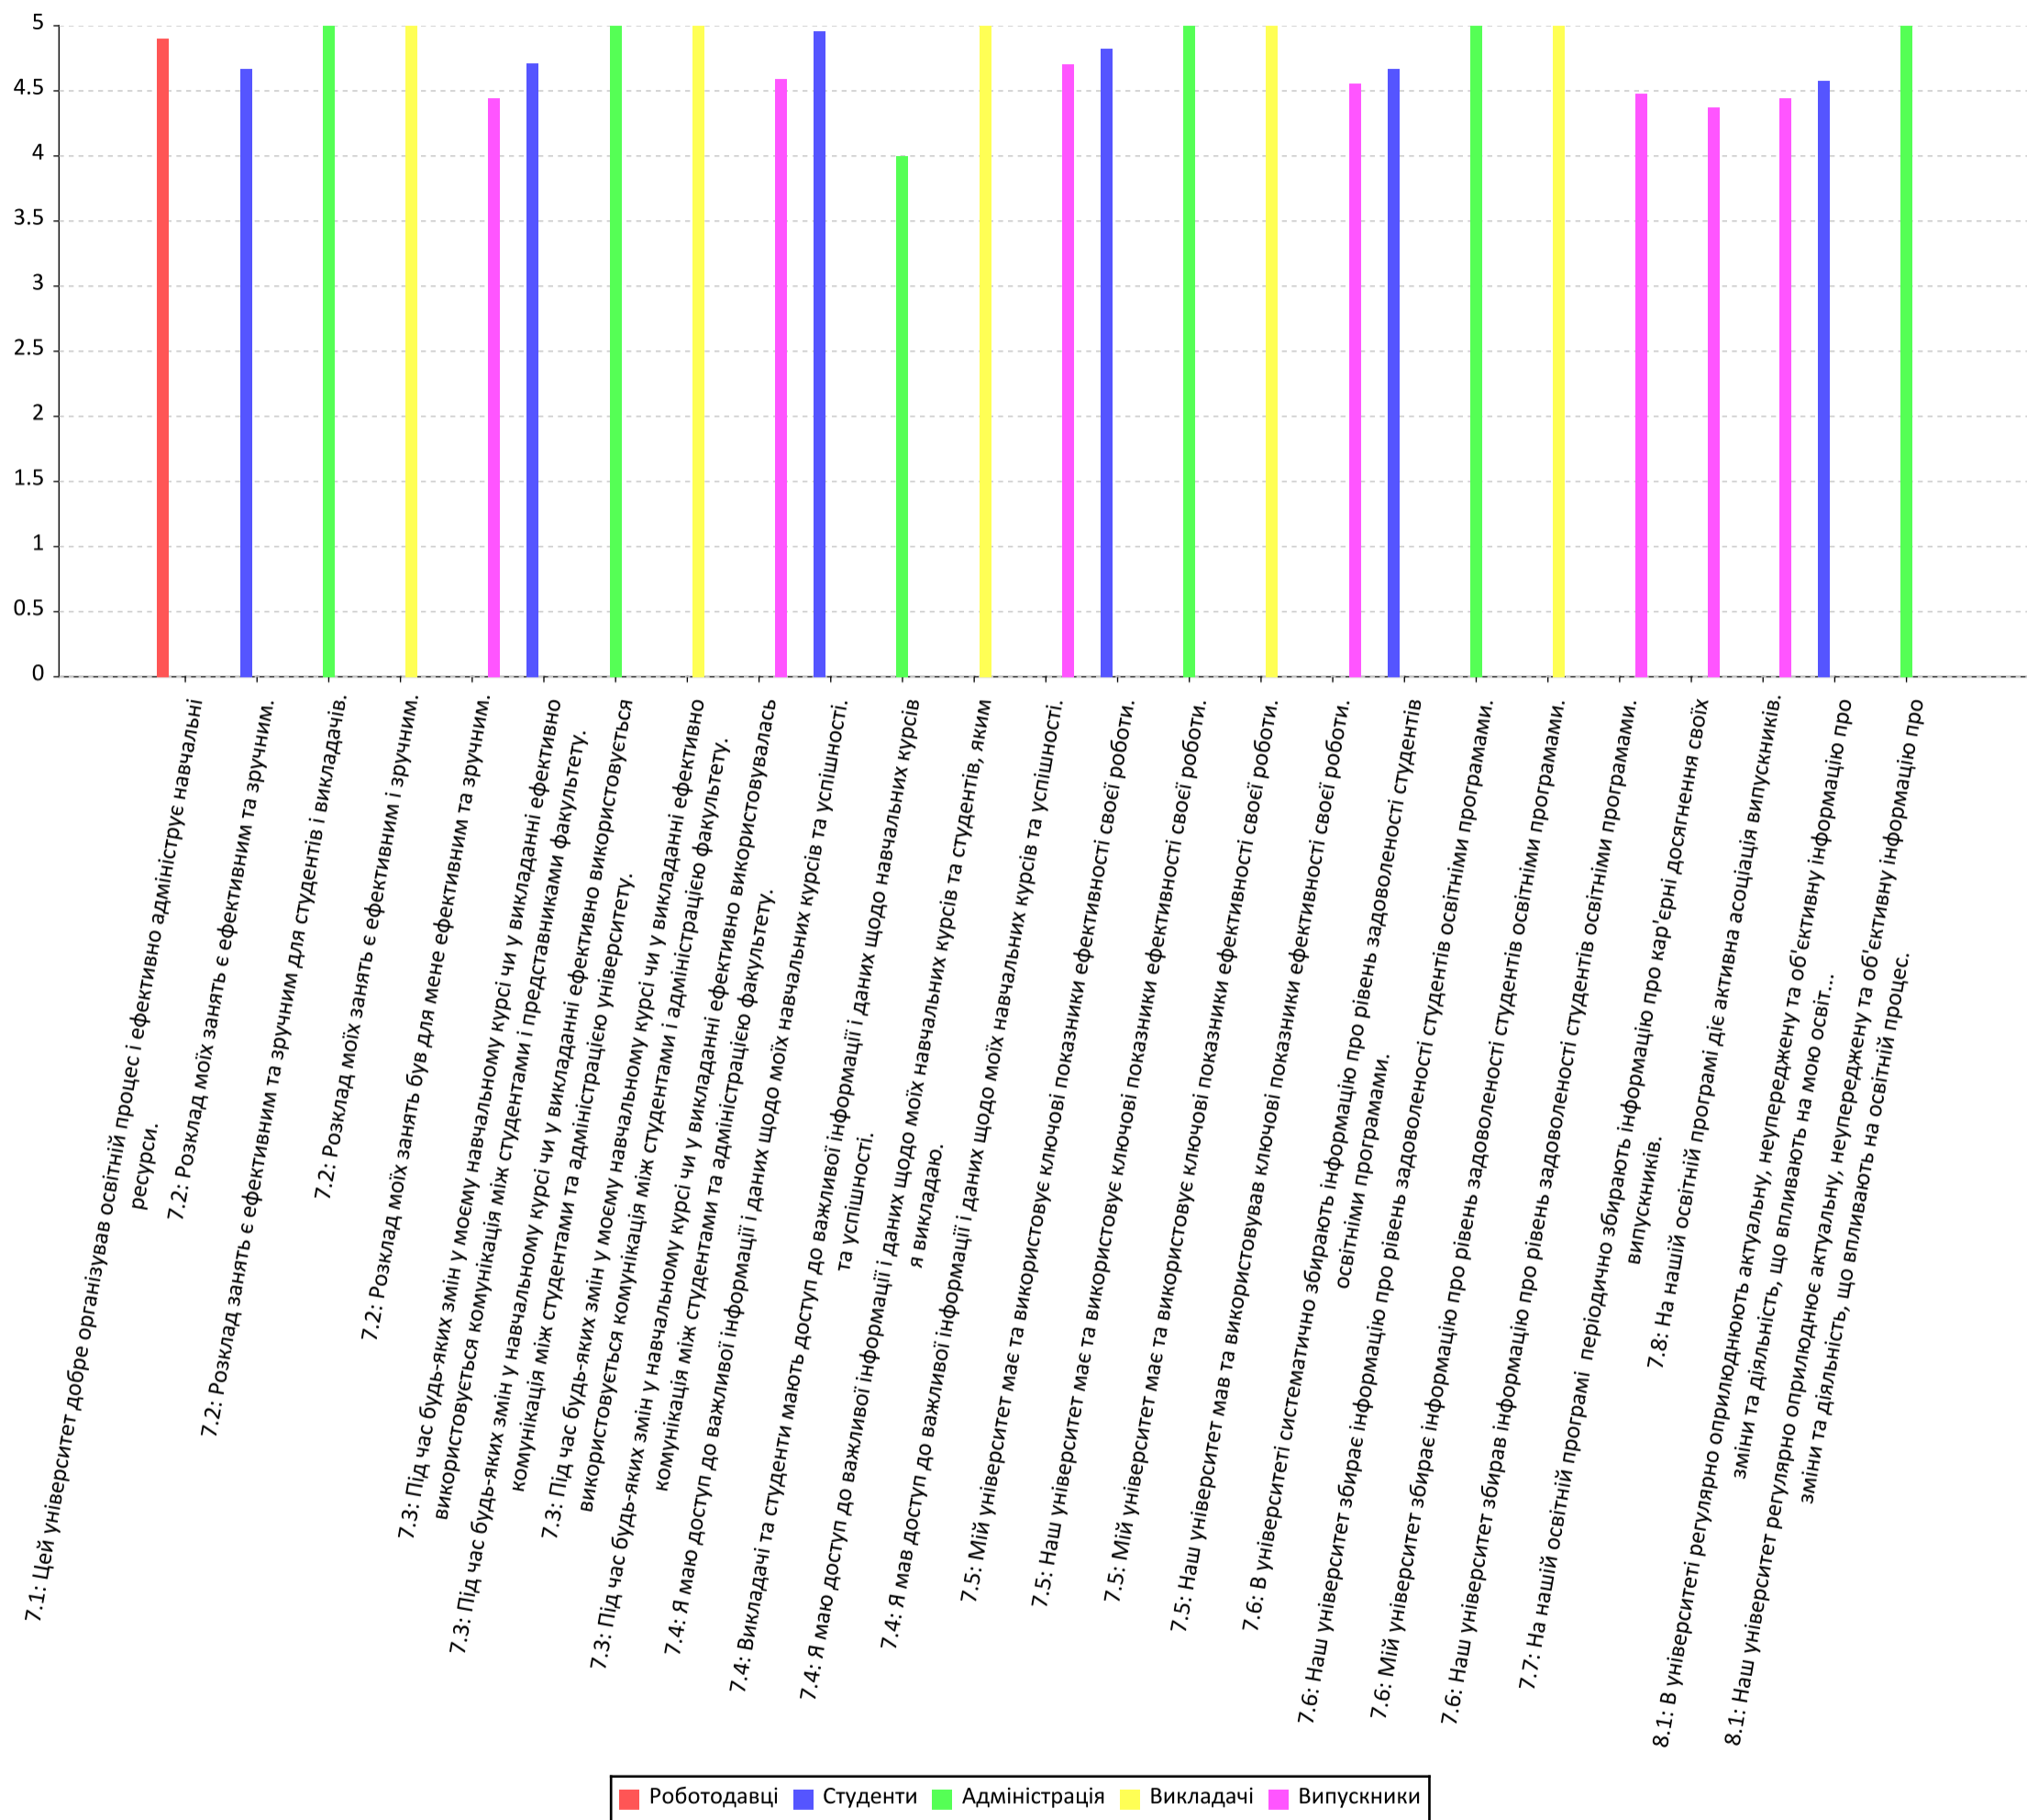 5
4.5
4
3.5
3
2.5
2
1.5
1
0.5
0
7.1: Цей університет добре організував освітній процес і ефективно адмініструє навчальні
ресурси.
7.2: Розклад моїх занять є ефективним та зручним.
7.2: Розклад занять є ефективним та зручним для студентів і викладачів.
7.2: Розклад моїх занять є ефективним і зручним.
7.2: Розклад моїх занять був для мене ефективним та зручним.
7.3: Під час будь-яких змін у моєму навчальному курсі чи у викладанні ефективно
використовується комунікація між студентами і представниками факультету.
7.3: Під час будь-яких змін у навчальному курсі чи у викладанні ефективно використовується
комунікація між студентами та адміністрацією університету.
7.3: Під час будь-яких змін у моєму навчальному курсі чи у викладанні ефективно
використовується комунікація між студентами і адміністрацією факультету.
7.3: Під час будь-яких змін у навчальному курсі чи у викладанні ефективно використовувалась
комунікація між студентами та адміністрацією факультету.
7.4: Я маю доступ до важливої інформації і даних щодо моїх навчальних курсів та успішності.
7.4: Викладачі та студенти мають доступ до важливої інформації і даних щодо навчальних курсів
та успішності.
7.4: Я маю доступ до важливої інформації і даних щодо моїх навчальних курсів та студентів, яким
я викладаю.
7.4: Я мав доступ до важливої інформації і даних щодо моїх навчальних курсів та успішності.
7.5: Мій університет має та використовує ключові показники ефективності своєї роботи.
7.5: Наш університет має та використовує ключові показники ефективності своєї роботи.
7.5: Мій університет має та використовує ключові показники ефективності своєї роботи.
7.5: Наш університет мав та використовував ключові показники ефективності своєї роботи.
7.6: В університеті систематично збирають інформацію про рівень задоволеності студентів
освітніми програмами.
7.6: Наш університет збирає інформацію про рівень задоволеності студентів освітніми програмами.
7.6: Мій університет збирає інформацію про рівень задоволеності студентів освітніми програмами.
7.6: Наш університет збирав інформацію про рівень задоволеності студентів освітніми програмами.
7.7: На нашій освітній програмі періодично збирають інформацію про кар'єрні досягнення своїх
випускників.
7.8: На нашій освітній програмі діє активна асоціація випускників.
8.1: В університеті регулярно оприлюднюють актуальну, неупереджену та об'єктивну інформацію про
зміни та діяльність, що впливають на мою освіт...
8.1: Наш університет регулярно оприлюднює актуальну, неупереджену та об'єктивну інформацію про
зміни та діяльність, що впливають на освітній процес.
Роботодавці Студенти Адміністрація Викладачі Випускники